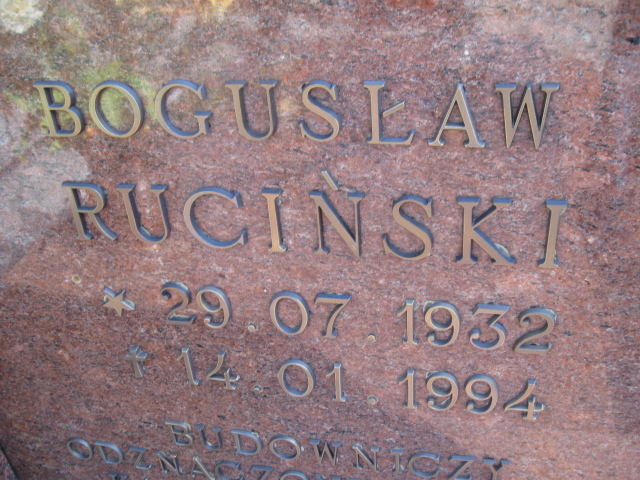 BOGUSŁAW
RUCIŃSKI
* 29.07.1932
† 14.01.1994
BUDOWNICZY